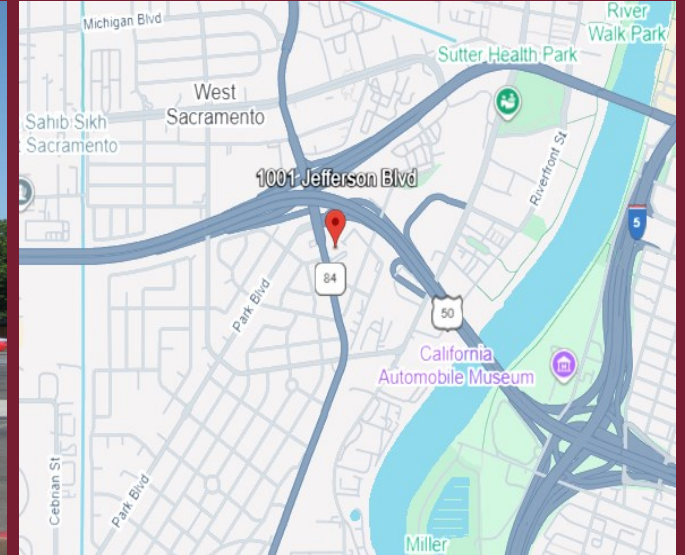 Michigan Blvd
River
Walk Park
Sutter Health Park
West
Sacramento
Sahib Sikh
Sacramento
1001 Jefferson Blvd
Riverfront St
5
84
Park Blvd
50
California
Automobile Museum
Cebrian St
Park Blvd
Miller